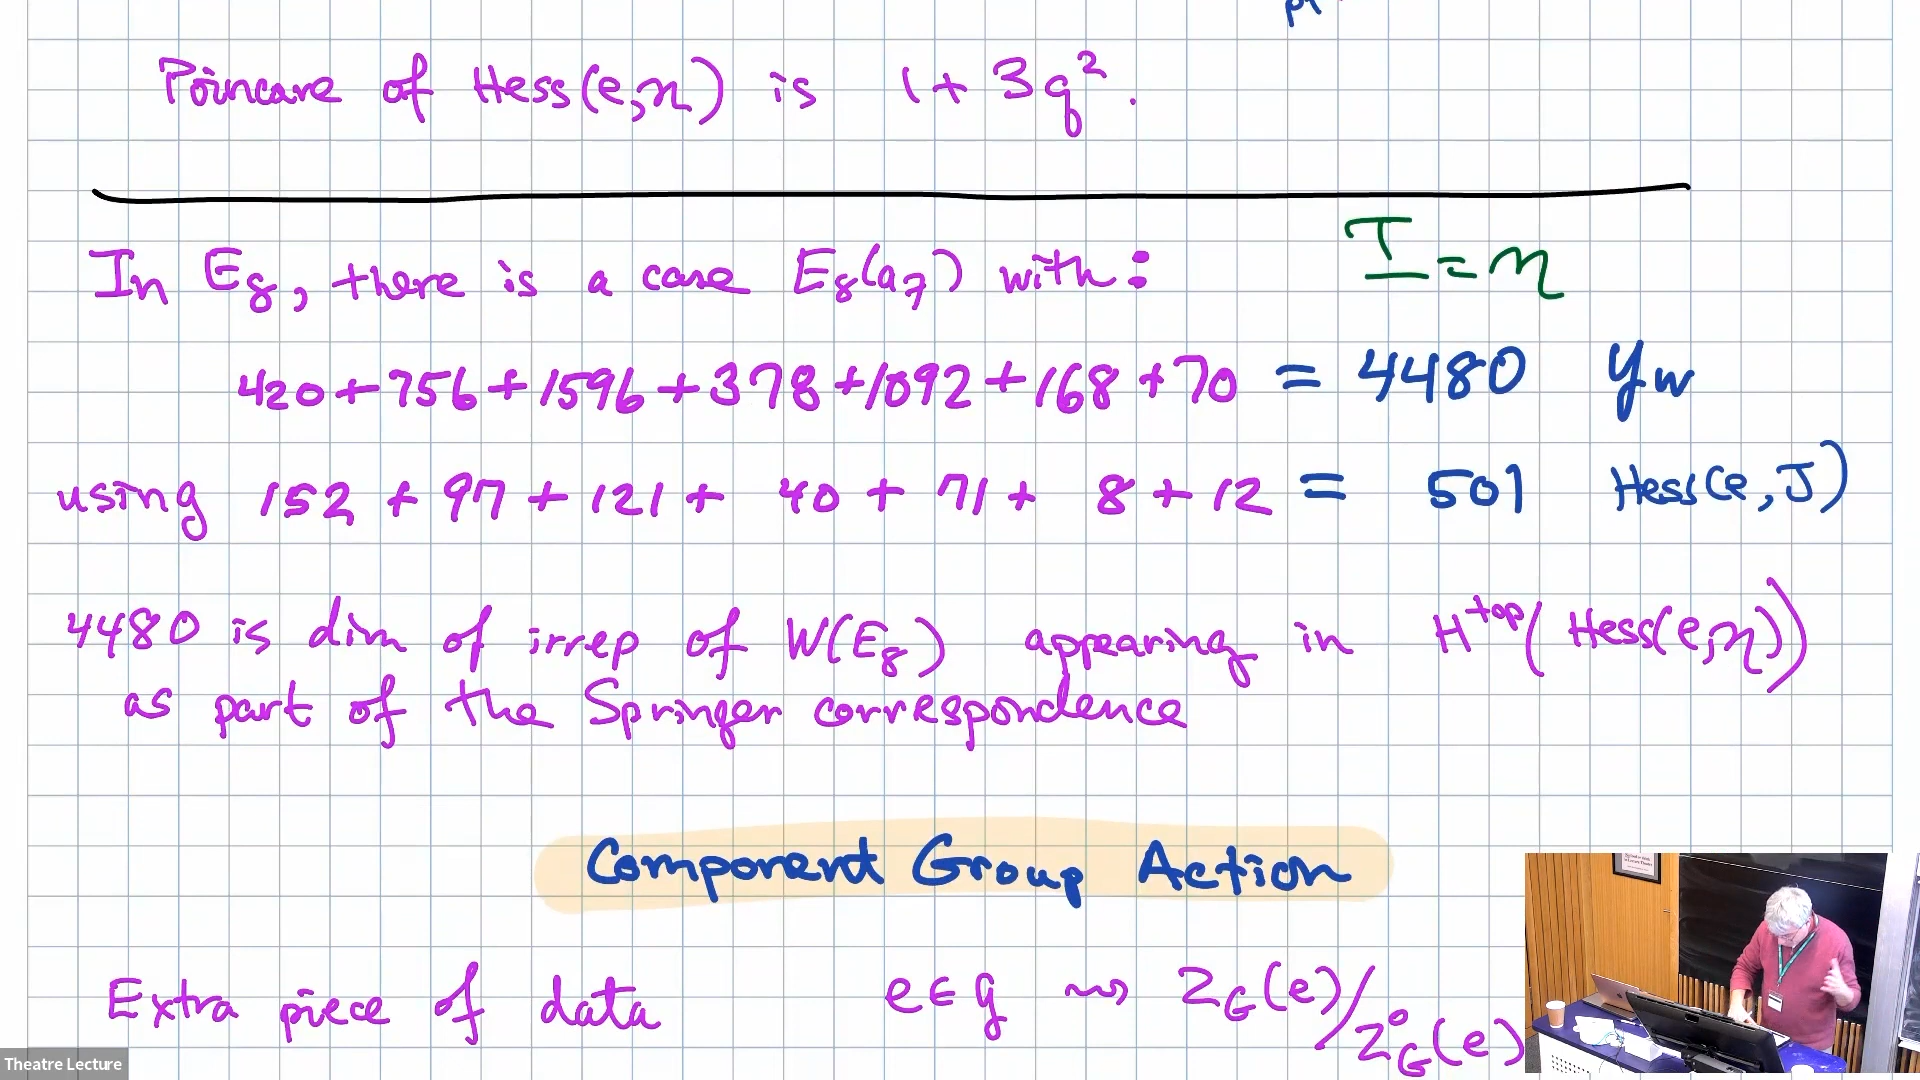 Poincare of Hess(e,n) is 1+3q².
In E₈, there is a case E₈(a₇) with: I = n
420+756+1596+378+1092+168+70 = 4480 Yw
using 152 + 97 + 121 + 40 + 71 + 8 + 12 = 501 Hess(e, J)
4480 is dim of irrep of W(E₈) appearing in H^top(Hess(e,n))
as part of the Springer correspondence
Component Group Action
Extra piece of data e∈g ⇝ Z_G(e)/Z_G^o(e)
Theatre Lecture